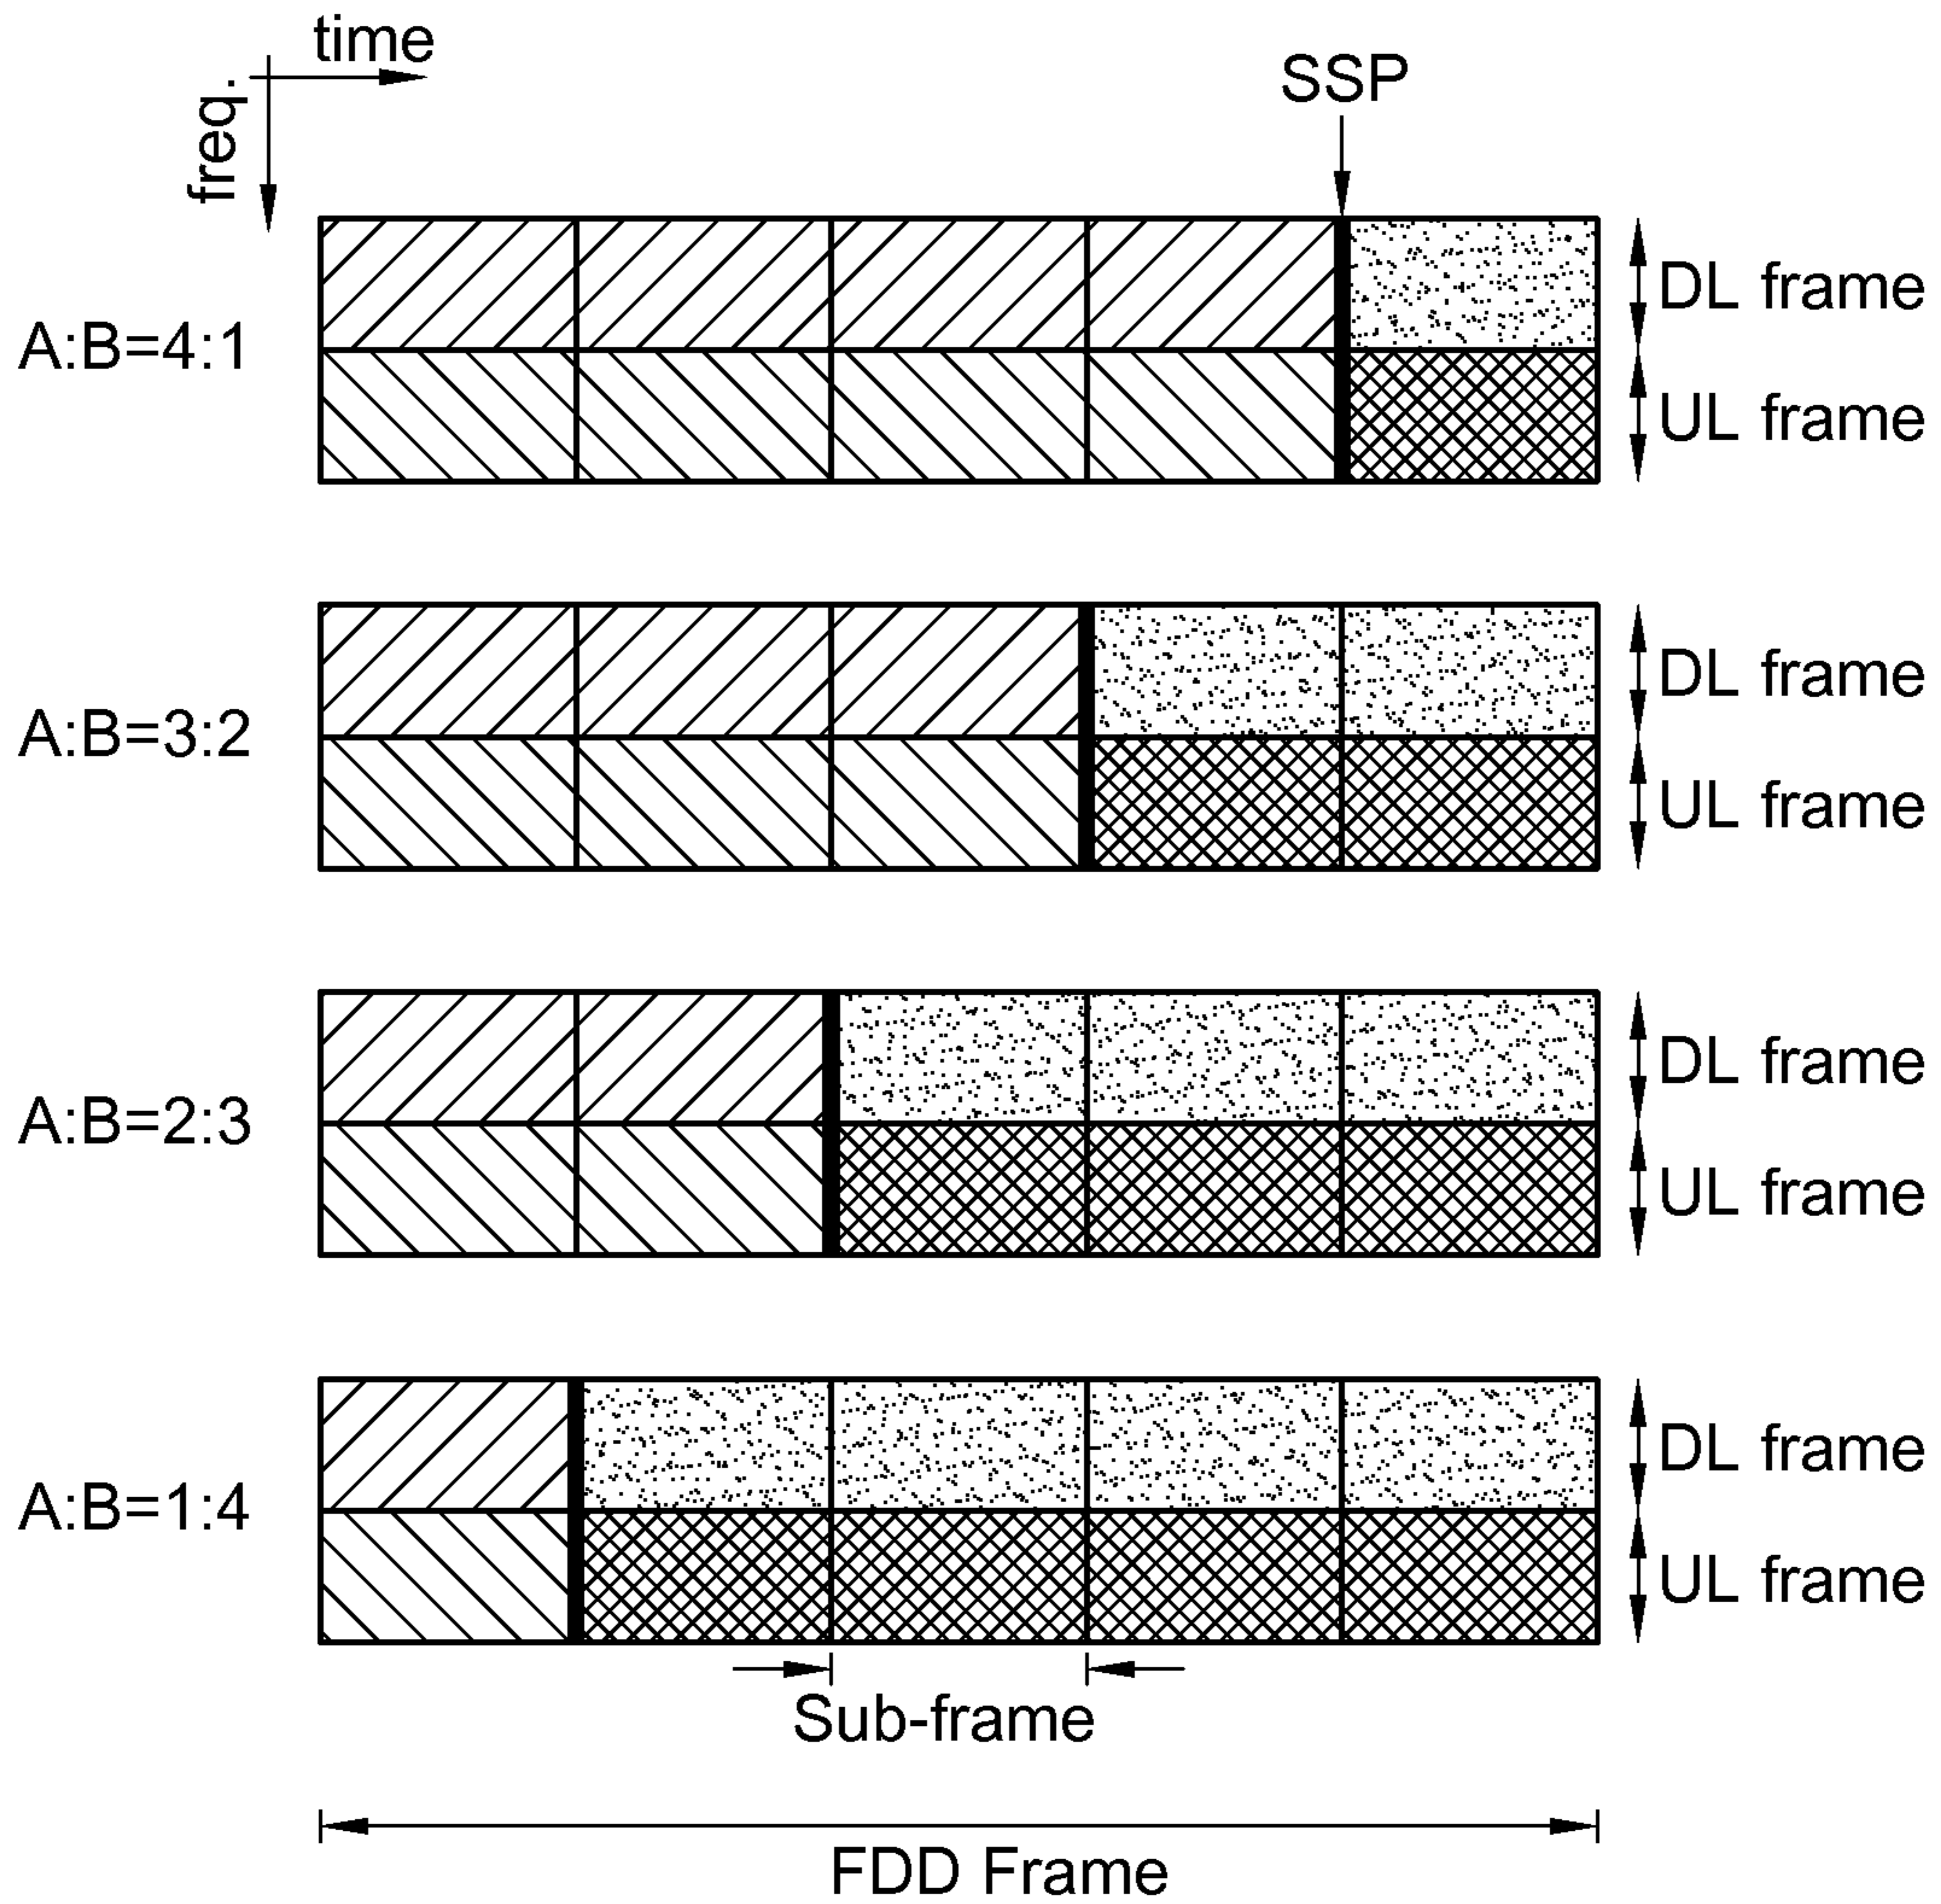 time
freq.
SSP
A:B=4:1
DL frame
UL frame
A:B=3:2
DL frame
UL frame
A:B=2:3
DL frame
UL frame
A:B=1:4
DL frame
UL frame
Sub-frame
FDD Frame